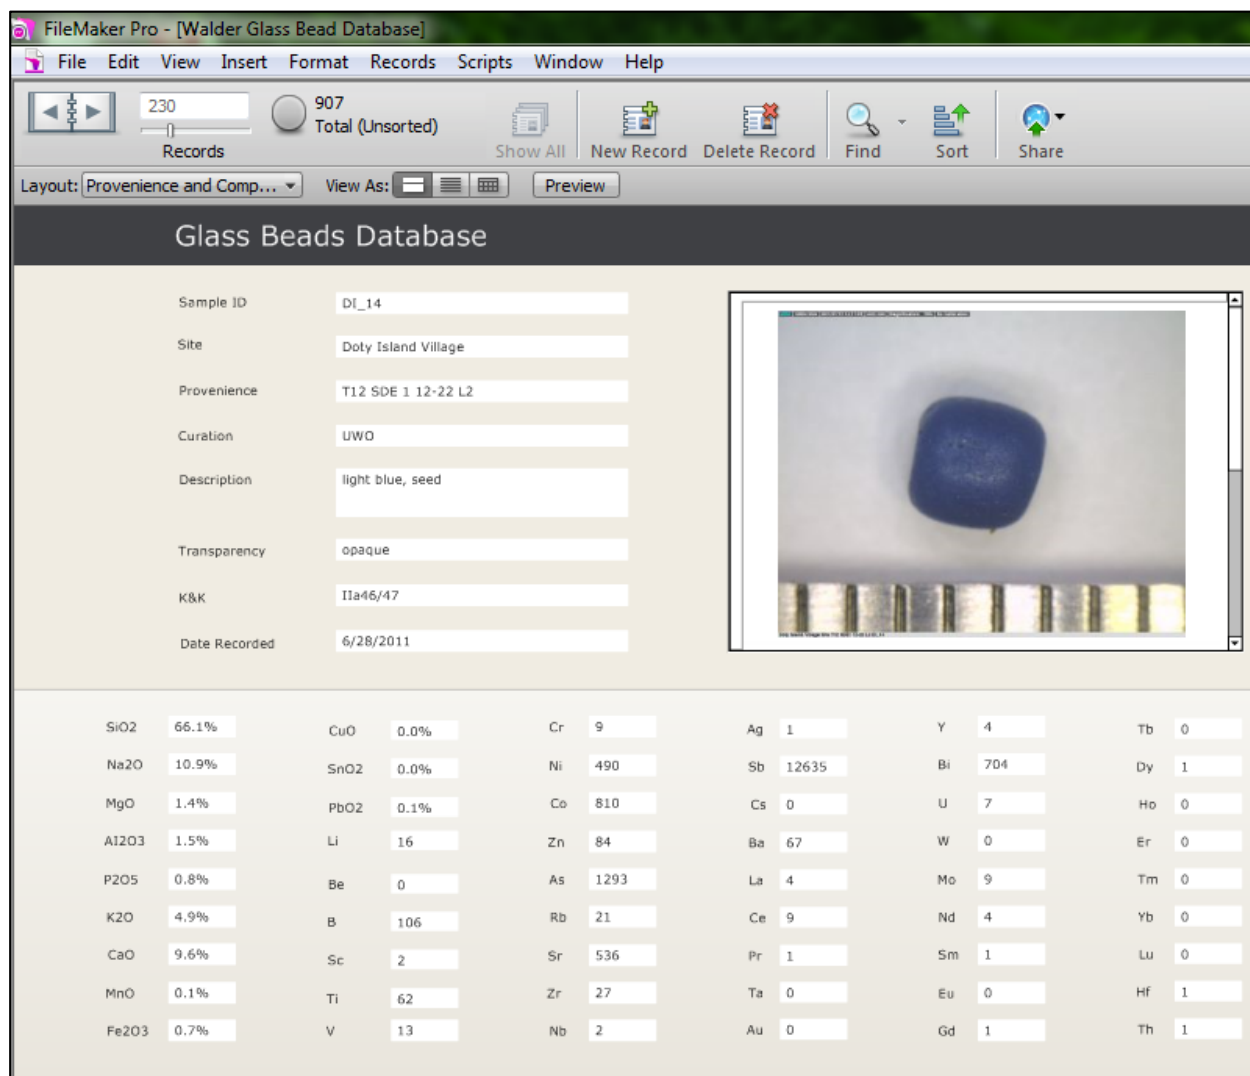 FileMaker Pro - [Walder Glass Bead Database]
File Edit View Insert Format Records Scripts Window Help
230
907
Total (Unsorted)
Records
Show All New Record Delete Record Find Sort Share
Layout: Provenience and Comp... View As: Preview
Glass Beads Database
Sample ID DI_14
Site Doty Island Village
Provenience T12 SDE 1 12-22 L2
Curation UWO
Description light blue, seed
Transparency opaque
K&K IIa46/47
Date Recorded 6/28/2011
SiO2 66.1% CuO 0.0% Cr 9 Ag 1 Y 4 Tb 0
Na2O 10.9% SnO2 0.0% Ni 490 Sb 12635 Bi 704 Dy 1
MgO 1.4% PbO2 0.1% Co 810 Cs 0 U 7 Ho 0
Al2O3 1.5% Li 16 Zn 84 Ba 67 W 0 Er 0
P2O5 0.8% Be 0 As 1293 La 4 Mo 9 Tm 0
K2O 4.9% B 106 Rb 21 Ce 9 Nd 4 Yb 0
CaO 9.6% Sc 2 Sr 536 Pr 1 Sm 1 Lu 0
MnO 0.1% Ti 62 Zr 27 Ta 0 Eu 0 Hf 1
Fe2O3 0.7% V 13 Nb 2 Au 0 Gd 1 Th 1